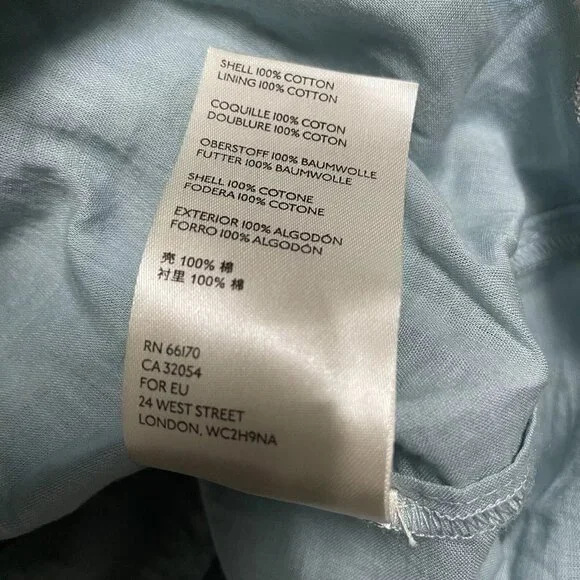 SHELL 100% COTTON
LINING 100% COTTON
COQUILLE 100% COTON
DOUBLURE 100% COTON
OBERSTOFF 100% BAUMWOLLE
FUTTER 100% BAUMWOLLE
SHELL 100% COTONE
FODERA 100% COTONE
EXTERIOR 100% ALGODÓN
FORRO 100% ALGODÓN
壳 100% 棉
衬里 100% 棉
RN 66170
CA 32054
FOR EU
24 WEST STREET
LONDON, WC2H9NA